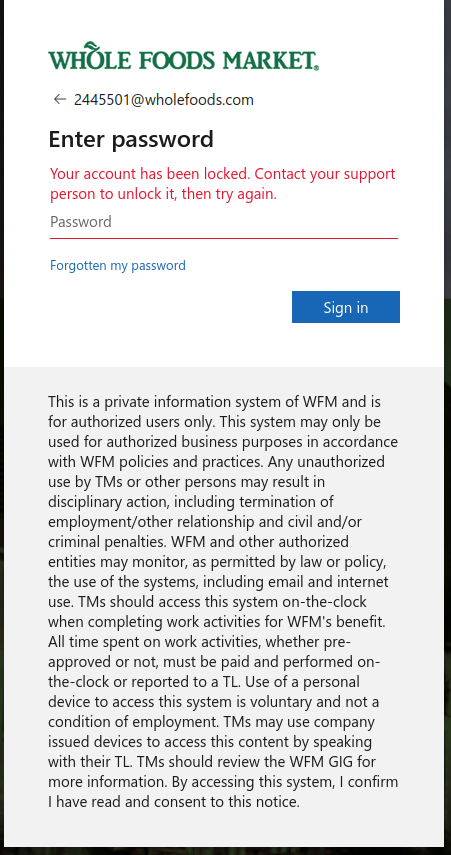 WHOLE FOODS MARKET®
← 2445501@wholefoods.com
Enter password
Your account has been locked. Contact your support
person to unlock it, then try again.
Password
Forgotten my password
Sign in
This is a private information system of WFM and is
for authorized users only. This system may only be
used for authorized business purposes in accordance
with WFM policies and practices. Any unauthorized
use by TMs or other persons may result in
disciplinary action, including termination of
employment/other relationship and civil and/or
criminal penalties. WFM and other authorized
entities may monitor, as permitted by law or policy,
the use of the systems, including email and internet
use. TMs should access this system on-the-clock
when completing work activities for WFM's benefit.
All time spent on work activities, whether pre-
approved or not, must be paid and performed on-
the-clock or reported to a TL. Use of a personal
device to access this system is voluntary and not a
condition of employment. TMs may use company
issued devices to access this content by speaking
with their TL. TMs should review the WFM GIG for
more information. By accessing this system, I confirm
I have read and consent to this notice.